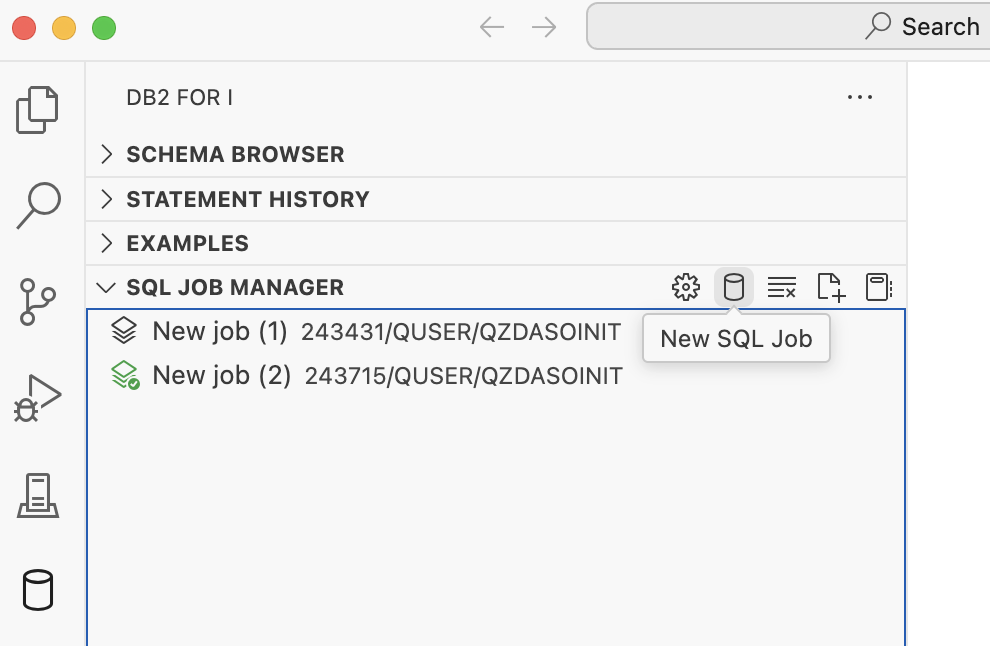 Search
DB2 FOR I
SCHEMA BROWSER
STATEMENT HISTORY
EXAMPLES
SQL JOB MANAGER
New job (1) 243431/QUSER/QZDASOINIT
New SQL Job
New job (2) 243715/QUSER/QZDASOINIT